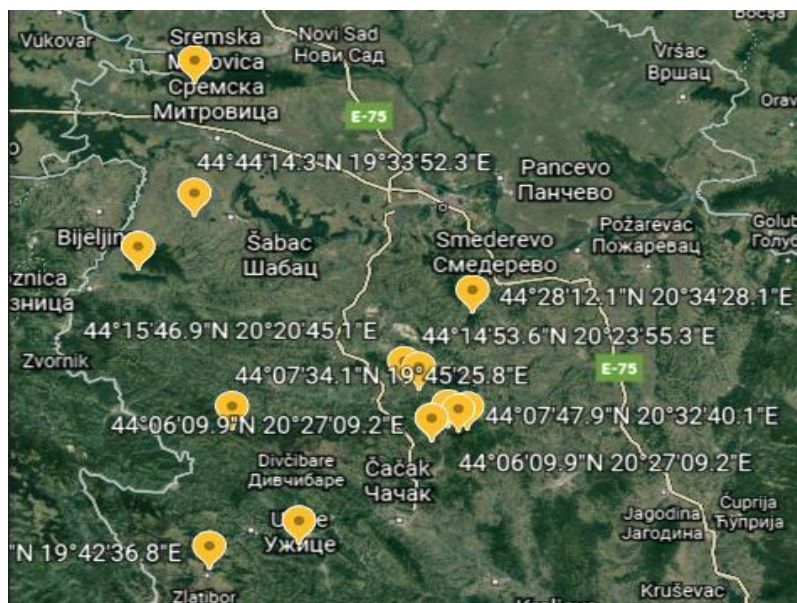 Vukovar
Sremska
Mitrovica
Сремска
Митровица
Novi Sad
Нови Сад
Vršac
Вршац
E-75
44°44'14.3"N 19°33'52.3"E
Pancevo
Панчево
Bijeljin
Šabac
Шабац
Smederevo
Смедерево
Požarevac
Пожаревац
Golub
Голуб
oznica
зница
44°28'12.1"N 20°34'28.1"E
44°15'46.9"N 20°20'45.1"E
44°14'53.6"N 20°23'55.3"E
Zvornik
44°07'34.1"N 19°45'25.8"E
E-75
44°06'09.9"N 20°27'09.2"E
44°07'47.9"N 20°32'40.1"E
44°06'09.9"N 20°27'09.2"E
Divčibare
Дивчибаре
Čačak
Чачак
Jagodina
Јагодина
Ćuprija
Ћуприја
Ужице
"N 19°42'36.8"E
Zlatibor
Kruševac